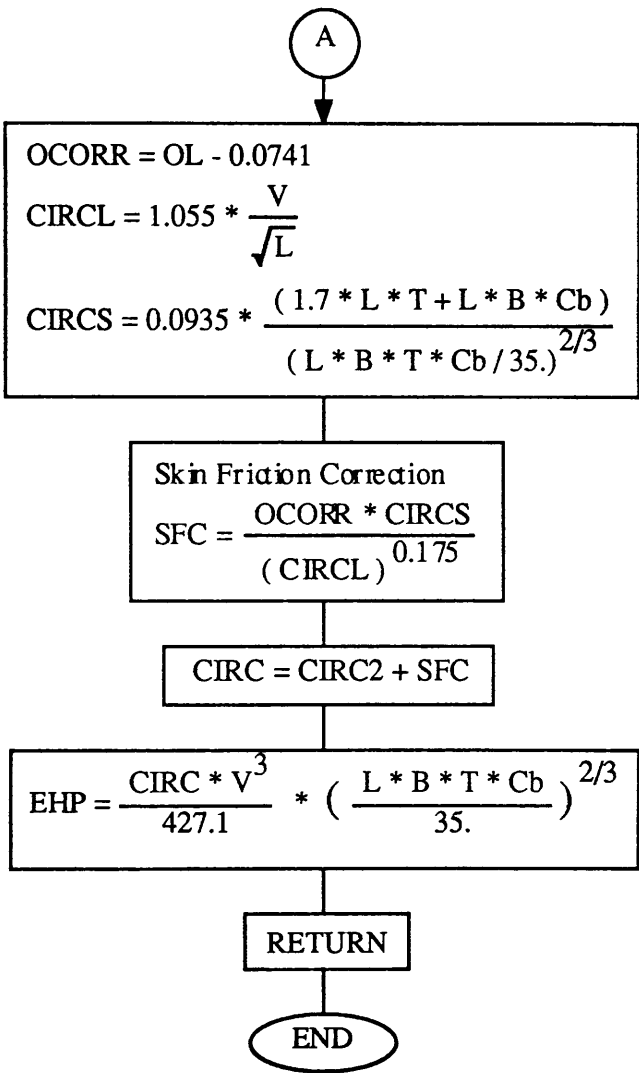 A
OCORR = OL - 0.0741
CIRCL = 1.055 * V / √L
CIRCS = 0.0935 * ( 1.7 * L * T + L * B * Cb ) / ( L * B * T * Cb / 35.)^2/3
Skin Friction Correction
SFC = OCORR * CIRCS / ( CIRCL )^0.175
CIRC = CIRC2 + SFC
EHP = CIRC * V^3 / 427.1 * ( L * B * T * Cb / 35. )^2/3
RETURN
END